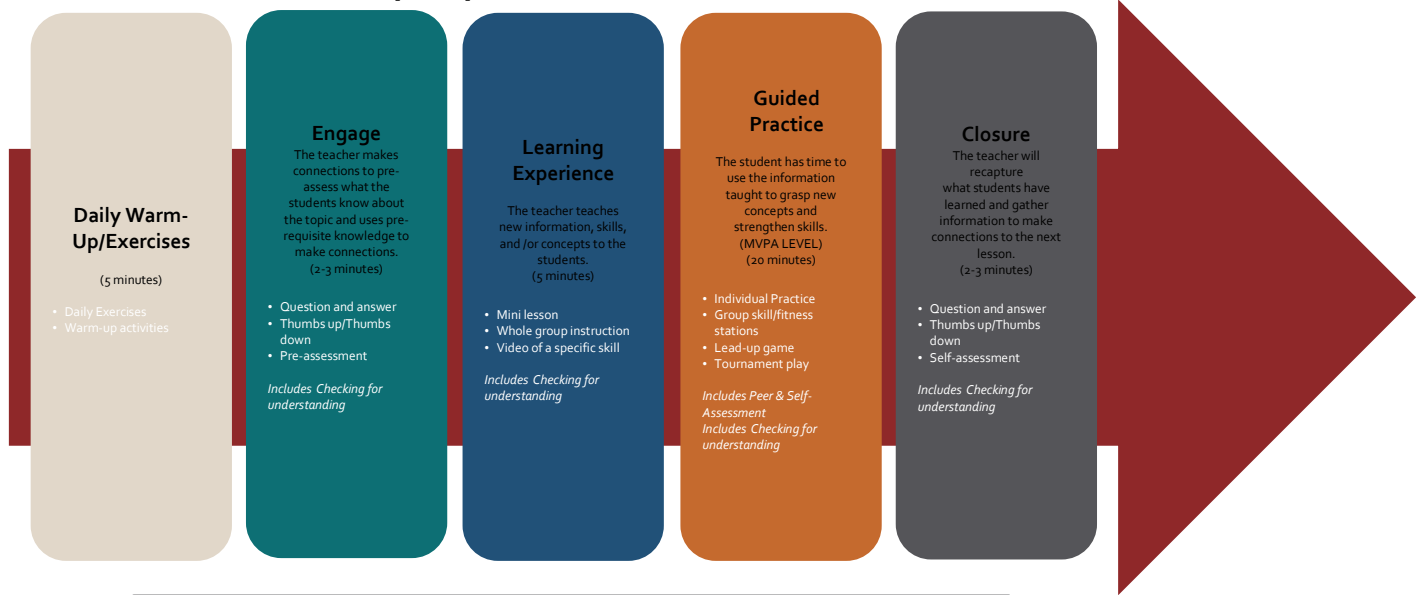 Daily Warm-
Up/Exercises
(5 minutes)
• Daily Exercises
• Warm-up activities
Engage
The teacher makes
connections to pre-
assess what the
students know about
the topic and uses pre-
requisite knowledge to
make connections.
(2-3 minutes)
• Question and answer
• Thumbs up/Thumbs
down
• Pre-assessment
Includes Checking for
understanding
Learning
Experience
The teacher teaches
new information, skills,
and /or concepts to the
students.
(5 minutes)
• Mini lesson
• Whole group instruction
• Video of a specific skill
Includes Checking for
understanding
Guided
Practice
The student has time to
use the information
taught to grasp new
concepts and
strengthen skills.
(MVPA LEVEL)
(20 minutes)
• Individual Practice
• Group skill/fitness
stations
• Lead-up game
• Tournament play
Includes Peer & Self-
Assessment
Includes Checking for
understanding
Closure
The teacher will
recapture
what students have
learned and gather
information to make
connections to the next
lesson.
(2-3 minutes)
• Question and answer
• Thumbs up/Thumbs
down
• Self-assessment
Includes Checking for
understanding